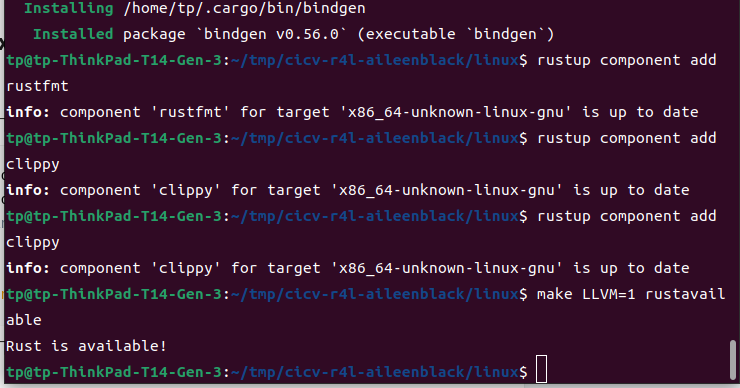 Installing /home/tp/.cargo/bin/bindgen
Installed package `bindgen v0.56.0` (executable `bindgen`)
tp@tp-ThinkPad-T14-Gen-3:~/tmp/cicv-r4l-aileenblack/linux$ rustup component add
rustfmt
info: component 'rustfmt' for target 'x86_64-unknown-linux-gnu' is up to date
tp@tp-ThinkPad-T14-Gen-3:~/tmp/cicv-r4l-aileenblack/linux$ rustup component add
clippy
info: component 'clippy' for target 'x86_64-unknown-linux-gnu' is up to date
tp@tp-ThinkPad-T14-Gen-3:~/tmp/cicv-r4l-aileenblack/linux$ rustup component add
clippy
info: component 'clippy' for target 'x86_64-unknown-linux-gnu' is up to date
tp@tp-ThinkPad-T14-Gen-3:~/tmp/cicv-r4l-aileenblack/linux$ make LLVM=1 rustavail
able
Rust is available!
tp@tp-ThinkPad-T14-Gen-3:~/tmp/cicv-r4l-aileenblack/linux$